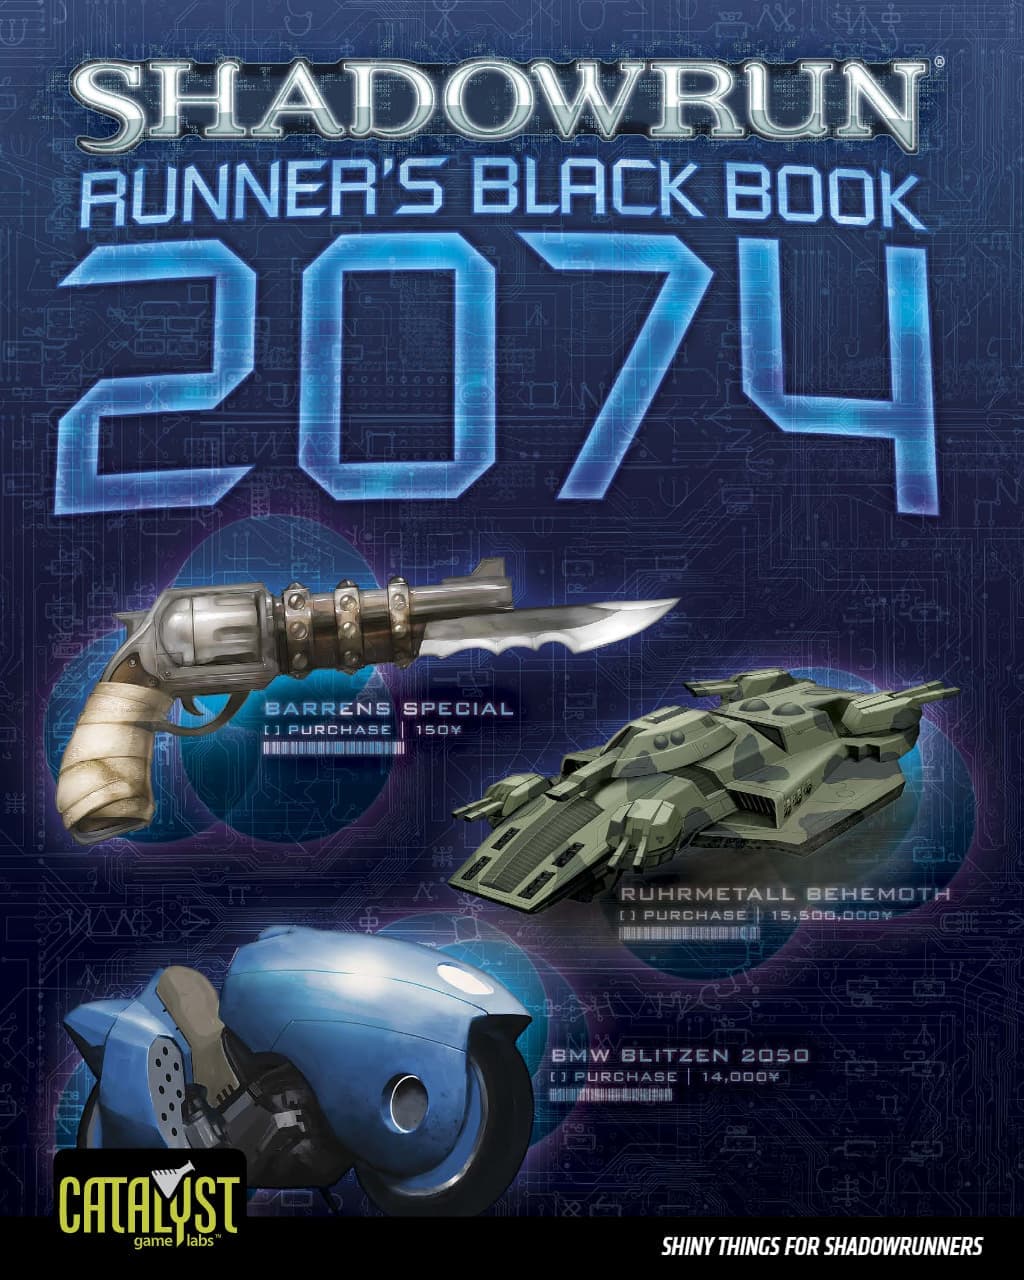 SHADOWRUN®
RUNNER'S BLACK BOOK
2074
BARRENS SPECIAL
[ ] PURCHASE | 150¥
RUHRMETALL BEHEMOTH
[ ] PURCHASE | 15,500,000¥
BMW BLITZEN 2050
[ ] PURCHASE | 14,000¥
CATALYST
game labs™
SHINY THINGS FOR SHADOWRUNNERS